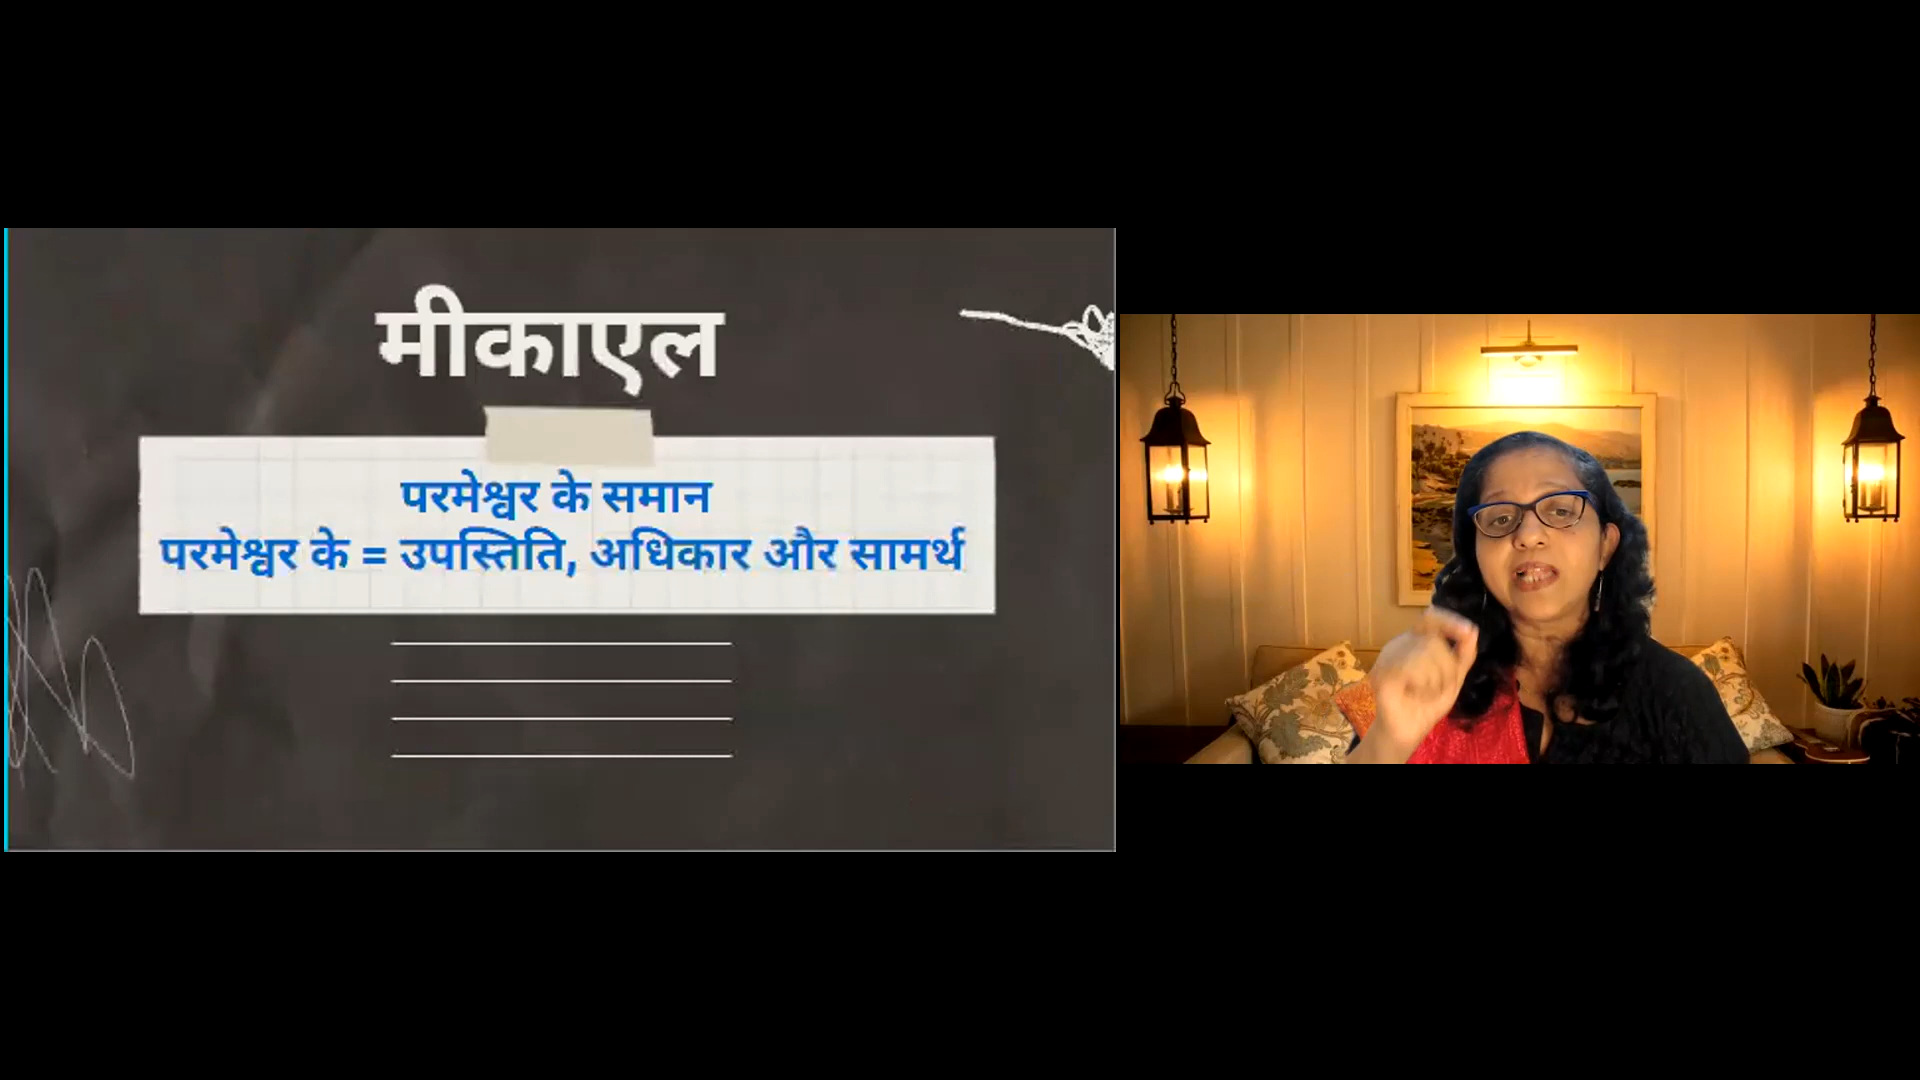 मीकाएल
परमेश्वर के समान
परमेश्वर के = उपस्तिति, अधिकार और सामर्थ